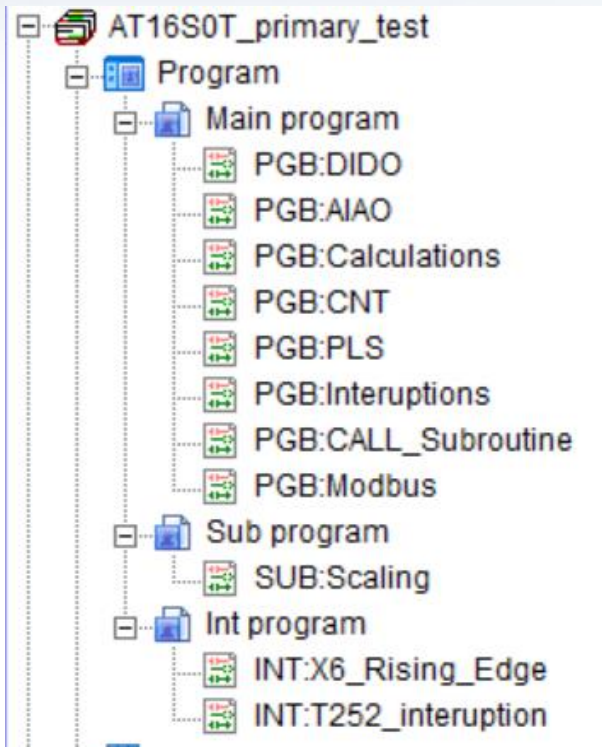 AT16S0T_primary_test
Program
Main program
PGB:DIDO
PGB:AIAO
PGB:Calculations
PGB:CNT
PGB:PLS
PGB:Interuptions
PGB:CALL_Subroutine
PGB:Modbus
Sub program
SUB:Scaling
Int program
INT:X6_Rising_Edge
INT:T252_interuption